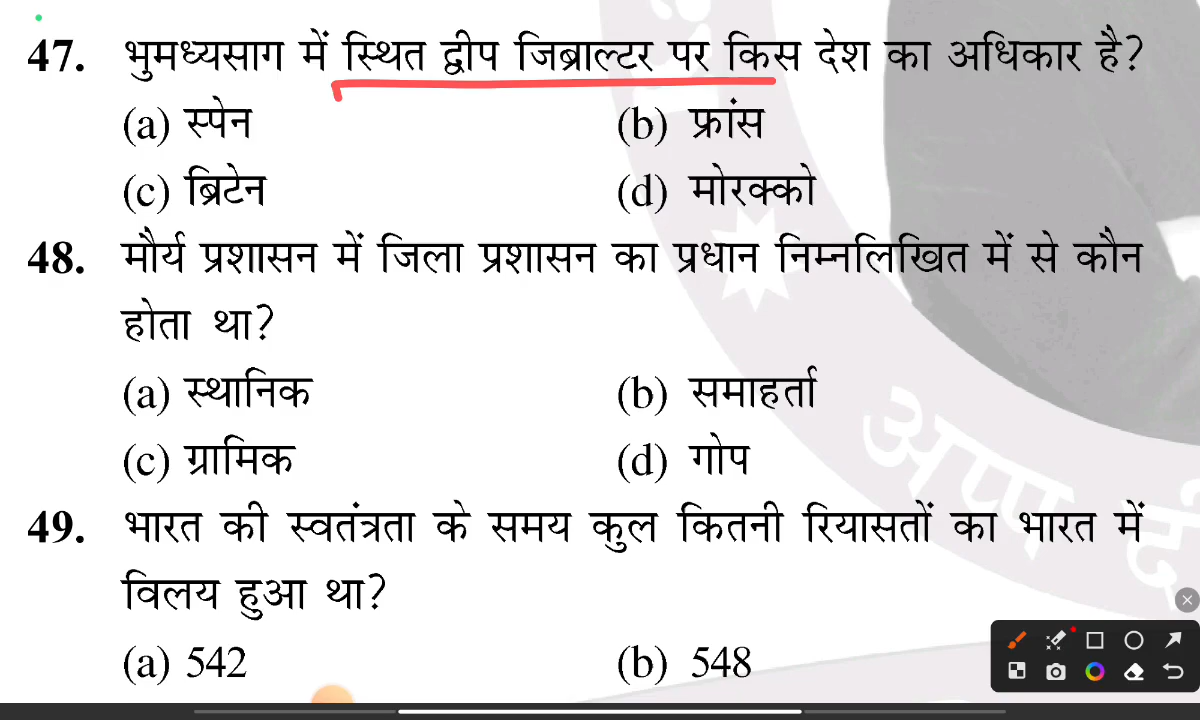 47. भुमध्यसाग में स्थित द्वीप जिब्राल्टर पर किस देश का अधिकार है?
(a) स्पेन (b) फ्रांस
(c) ब्रिटेन (d) मोरक्को
48. मौर्य प्रशासन में जिला प्रशासन का प्रधान निम्नलिखित में से कौन
होता था?
(a) स्थानिक (b) समाहर्ता
(c) ग्रामिक (d) गोप
49. भारत की स्वतंत्रता के समय कुल कितनी रियासतों का भारत में
विलय हुआ था?
(a) 542 (b) 548
अप्प